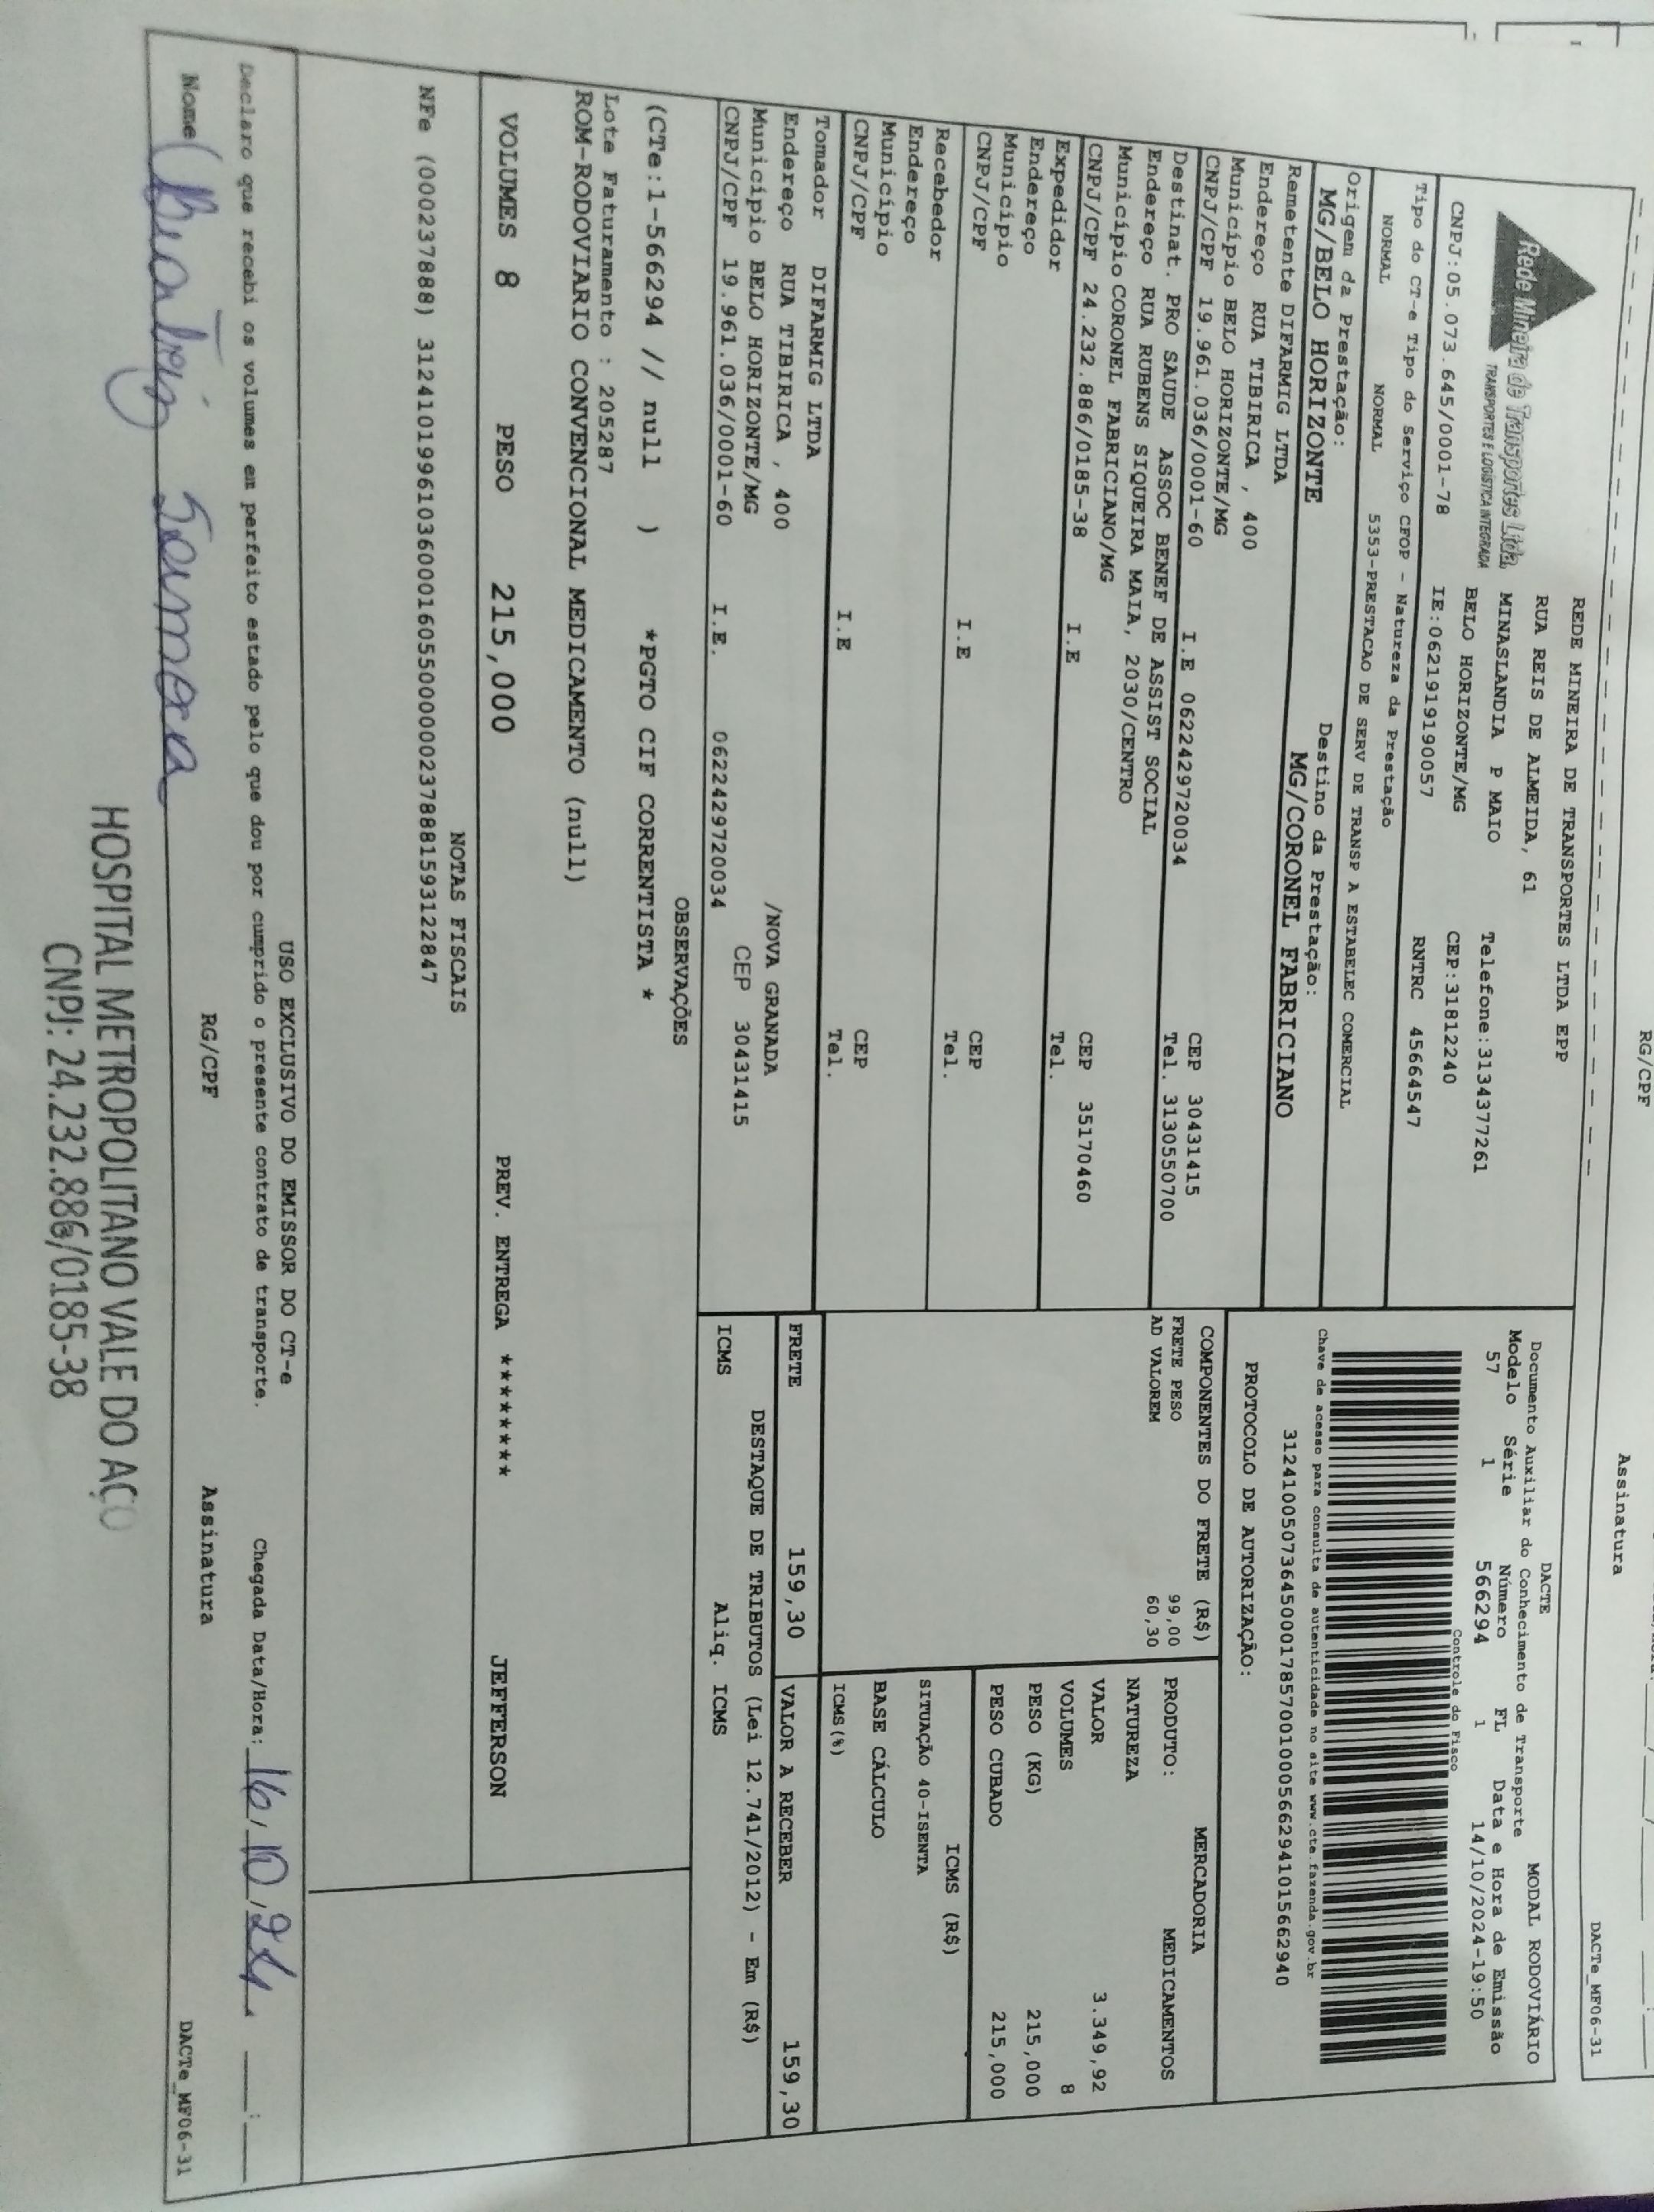 RG/CPF
Assinatura
DACTe_MF06-31
Rede Mineira de Transportes Ltda.
TRANSPORTES E LOGÍSTICA INTEGRADA
REDE MINEIRA DE TRANSPORTES LTDA EPP
RUA REIS DE ALMEIDA, 61
MINASLANDIA P MAIO Telefone:3134377261
BELO HORIZONTE/MG CEP:31812240
CNPJ:05.073.645/0001-78 IE:0621919190057 RNTRC 45664547
DACTE MODAL RODOVIÁRIO
Documento Auxiliar do Conhecimento de Transporte
Modelo Série Número FL Data e Hora de Emissão
57 1 566294 1 14/10/2024-19:50
Controle do Fisco
Chave de acesso para consulta de autenticidade no site www.cte.fazenda.gov.br
31241005073645000178570010005662941015662940
PROTOCOLO DE AUTORIZAÇÃO:
Tipo do CT-e Tipo do Serviço CFOP - Natureza da Prestação
NORMAL NORMAL 5353-PRESTACAO DE SERV DE TRANSP A ESTABELEC COMERCIAL
Origem da Prestação: Destino da Prestação:
MG/BELO HORIZONTE MG/CORONEL FABRICIANO
Remetente DIFARMIG LTDA
Endereço RUA TIBIRICA , 400
Município BELO HORIZONTE/MG CEP 30431415
CNPJ/CPF 19.961.036/0001-60 I.E 0622429720034 Tel. 3130550700
Destinat. PRO SAUDE ASSOC BENEF DE ASSIST SOCIAL
Endereço RUA RUBENS SIQUEIRA MAIA, 2030/CENTRO
Município CORONEL FABRICIANO/MG CEP 35170460
CNPJ/CPF 24.232.886/0185-38 I.E Tel.
Expedidor
Endereço
Município CEP
CNPJ/CPF I.E Tel.
Recebedor
Endereço
Município CEP
CNPJ/CPF I.E Tel.
Tomador DIFARMIG LTDA
Endereço RUA TIBIRICA , 400 /NOVA GRANADA
Município BELO HORIZONTE/MG CEP 30431415
CNPJ/CPF 19.961.036/0001-60 I.E. 0622429720034
COMPONENTES DO FRETE (R$)
FRETE PESO 99,00
AD VALOREM 60,30
MERCADORIA
PRODUTO: MEDICAMENTOS
NATUREZA
VALOR 3.349,92
VOLUMES 8
PESO (KG) 215,000
PESO CUBADO 215,000
ICMS (R$)
SITUAÇÃO 40-ISENTA
BASE CÁLCULO
ICMS(%)
FRETE 159,30 VALOR A RECEBER 159,30
DESTAQUE DE TRIBUTOS (Lei 12.741/2012) - Em (R$)
ICMS Aliq. ICMS
OBSERVAÇÕES
(CTe:1-566294 // null ) *PGTO CIF CORRENTISTA *
Lote Faturamento : 205287
ROM-RODOVIARIO CONVENCIONAL MEDICAMENTO (null)
VOLUMES 8 PESO 215,000 PREV. ENTREGA ******** JEFFERSON
NOTAS FISCAIS
NFe (000237888) 31241019961036000160550000002378881593122847
USO EXCLUSIVO DO EMISSOR DO CT-e
Declaro que recebi os volumes em perfeito estado pelo que dou por cumprido o presente contrato de transporte. Chegada Data/Hora: 16/10/24 __:__
Nome Beatriz RG/CPF Assinatura
DACTe_MF06-31
HOSPITAL METROPOLITANO VALE DO AÇO
CNPJ: 24.232.886/0185-38